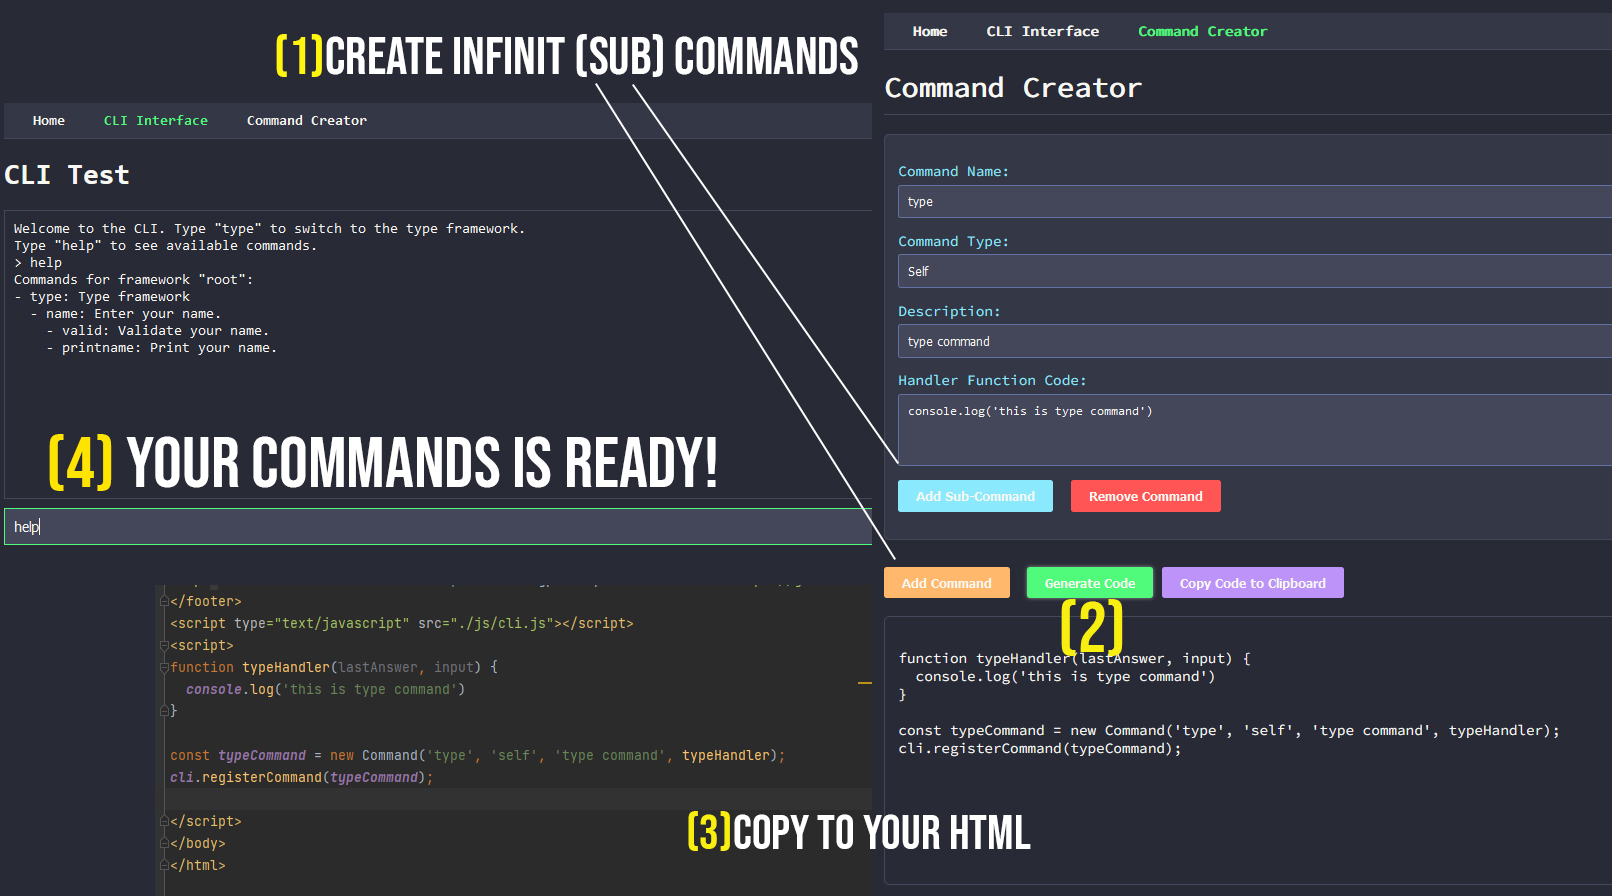 (1)CREATE INFINIT (SUB) COMMANDS
Home CLI Interface Command Creator
CLI Test
Welcome to the CLI. Type "type" to switch to the type framework.
Type "help" to see available commands.
> help
Commands for framework "root":
- type: Type framework
- name: Enter your name.
- valid: Validate your name.
- printname: Print your name.
(4) YOUR COMMANDS IS READY!
help
</footer>
<script type="text/javascript" src="./js/cli.js"></script>
<script>
function typeHandler(lastAnswer, input) {
console.log('this is type command')
}
const typeCommand = new Command('type', 'self', 'type command', typeHandler);
cli.registerCommand(typeCommand);
</script>
</body>
</html>
Home CLI Interface Command Creator
Command Creator
Command Name:
type
Command Type:
Self
Description:
type command
Handler Function Code:
console.log('this is type command')
Add Sub-Command Remove Command
Add Command Generate Code Copy Code to Clipboard
(2)
function typeHandler(lastAnswer, input) {
console.log('this is type command')
}
const typeCommand = new Command('type', 'self', 'type command', typeHandler);
cli.registerCommand(typeCommand);
(3)COPY TO YOUR HTML